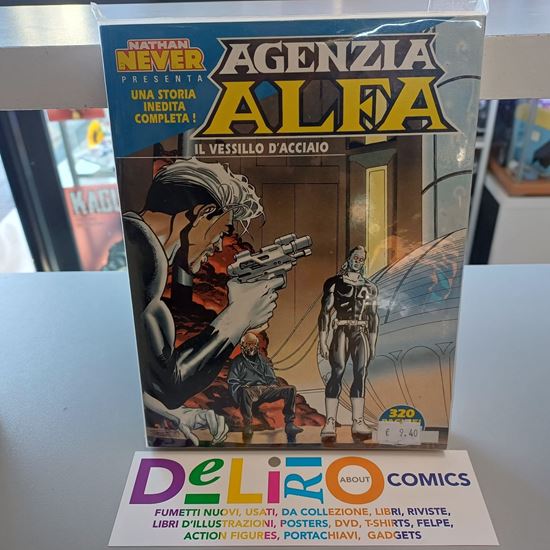 NATHAN
NEVER
PRESENTA
UNA STORIA
INEDITA
COMPLETA !
AGENZIA
ALFA
IL VESSILLO D'ACCIAIO
320
€ 9.40
DeLiRiO
ABOUT
COMICS
FUMETTI NUOVI, USATI, DA COLLEZIONE, LIBRI, RIVISTE,
LIBRI D'ILLUSTRAZIONI, POSTERS, DVD, T-SHIRTS, FELPE,
ACTION FIGURES, PORTACHIAVI, GADGETS